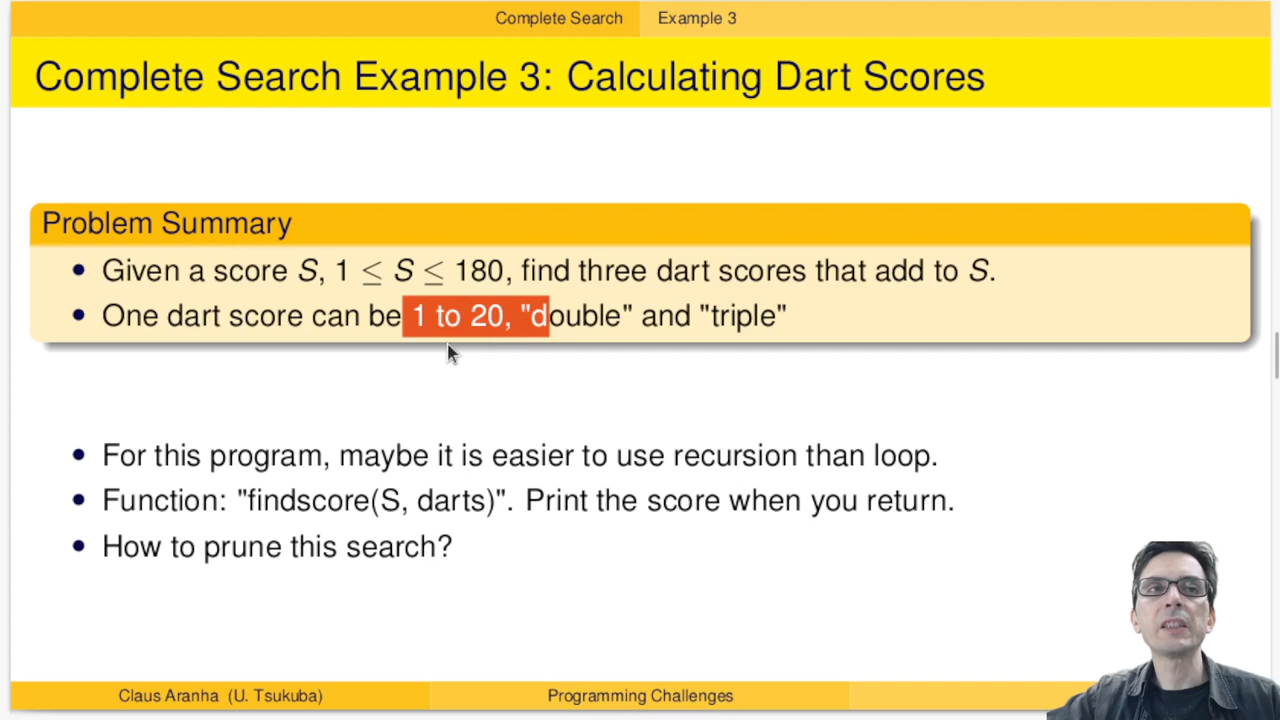 Complete Search Example 3
Complete Search Example 3: Calculating Dart Scores
Problem Summary
• Given a score S, 1 ≤ S ≤ 180, find three dart scores that add to S.
• One dart score can be 1 to 20, "double" and "triple"
• For this program, maybe it is easier to use recursion than loop.
• Function: "findscore(S, darts)". Print the score when you return.
• How to prune this search?
Claus Aranha (U. Tsukuba) Programming Challenges